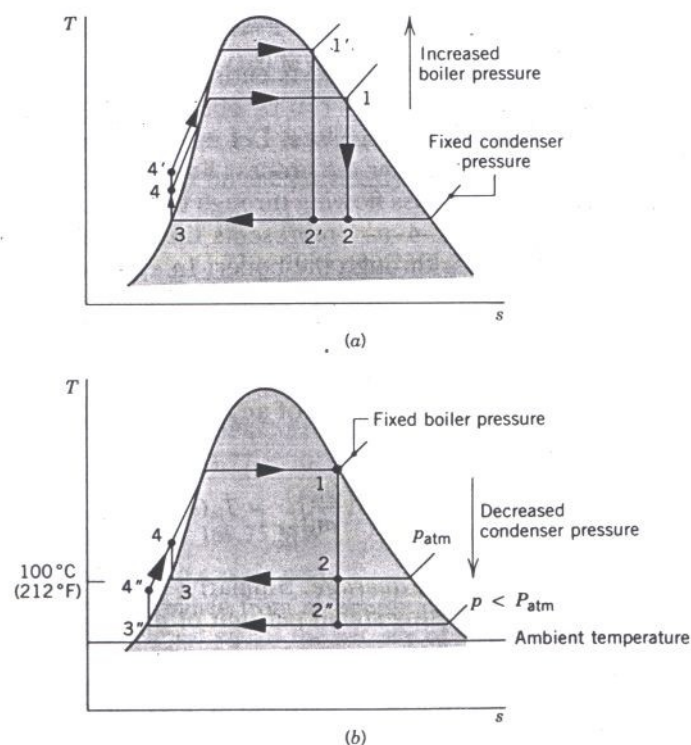 T
1'
Increased
boiler pressure
1
Fixed condenser
pressure
4'
4
3
2'
2
s
(a)
T
Fixed boiler pressure
1
4
Decreased
condenser pressure
p_atm
100°C
(212°F)
2
3
4"
p < P_atm
3"
2"
Ambient temperature
s
(b)